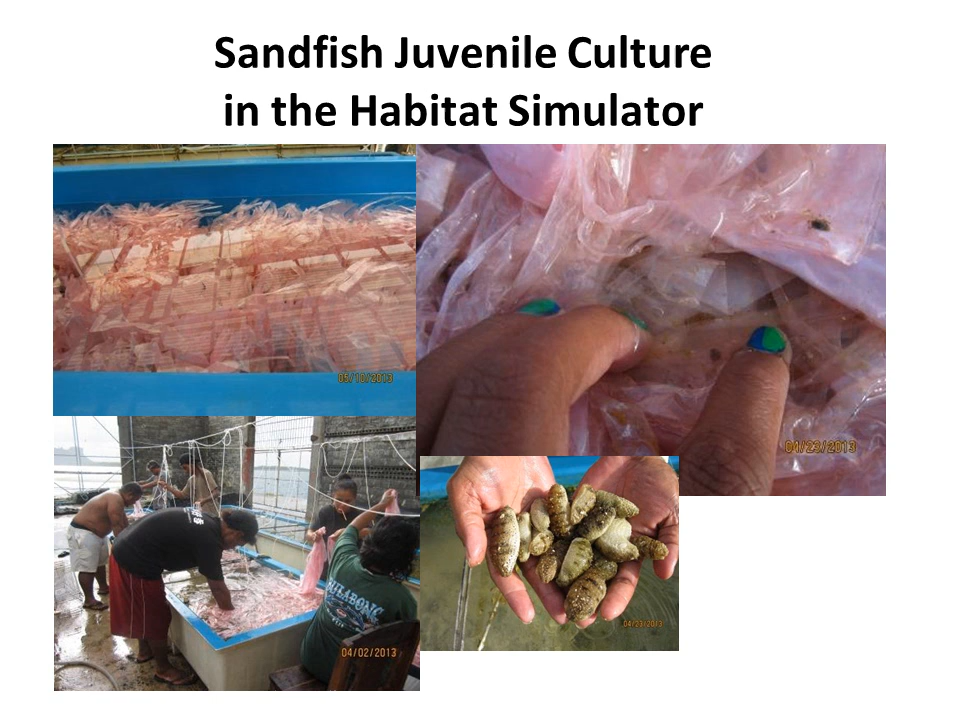 Sandfish Juvenile Culture
in the Habitat Simulator
05/10/2013
04/23/2013
04/02/2013
04/23/2013
BILLABONG